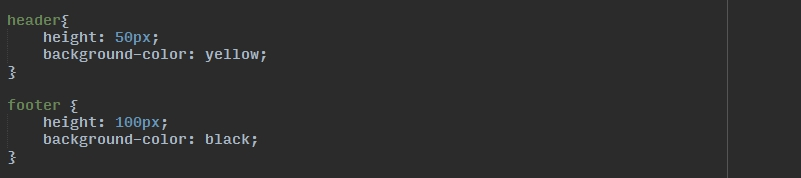 header{
    height: 50px;
    background-color: yellow;
}

footer {
    height: 100px;
    background-color: black;
}